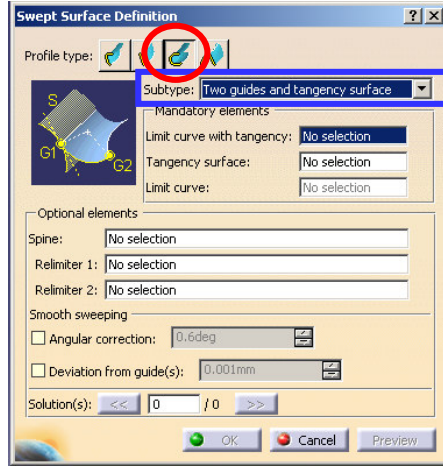 Swept Surface Definition
Profile type:
Subtype: Two guides and tangency surface
Mandatory elements
S
G1
G2
Limit curve with tangency: No selection
Tangency surface: No selection
Limit curve: No selection
Optional elements
Spine: No selection
Relimiter 1: No selection
Relimiter 2: No selection
Smooth sweeping
Angular correction: 0.6deg
Deviation from guide(s): 0.001mm
Solution(s): << 0 / 0 >>
OK Cancel Preview